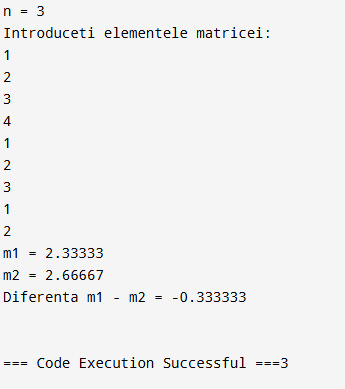 n = 3
Introduceti elementele matricei:
1
2
3
4
1
2
3
1
2
m1 = 2.33333
m2 = 2.66667
Diferenta m1 - m2 = -0.333333
=== Code Execution Successful ===3